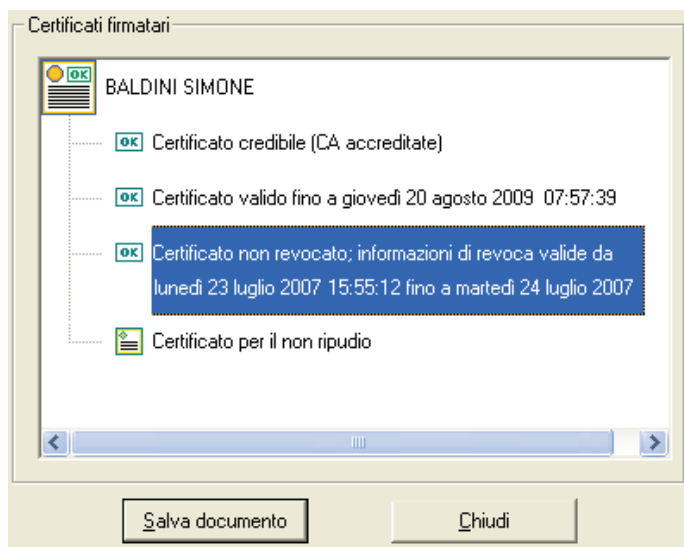 Certificati firmatari
OK
BALDINI SIMONE
OK Certificato credibile (CA accreditate)
OK Certificato valido fino a giovedì 20 agosto 2009 07:57:39
OK Certificato non revocato; informazioni di revoca valide da
lunedì 23 luglio 2007 15:55:12 fino a martedì 24 luglio 2007
Certificato per il non ripudio
Salva documento Chiudi